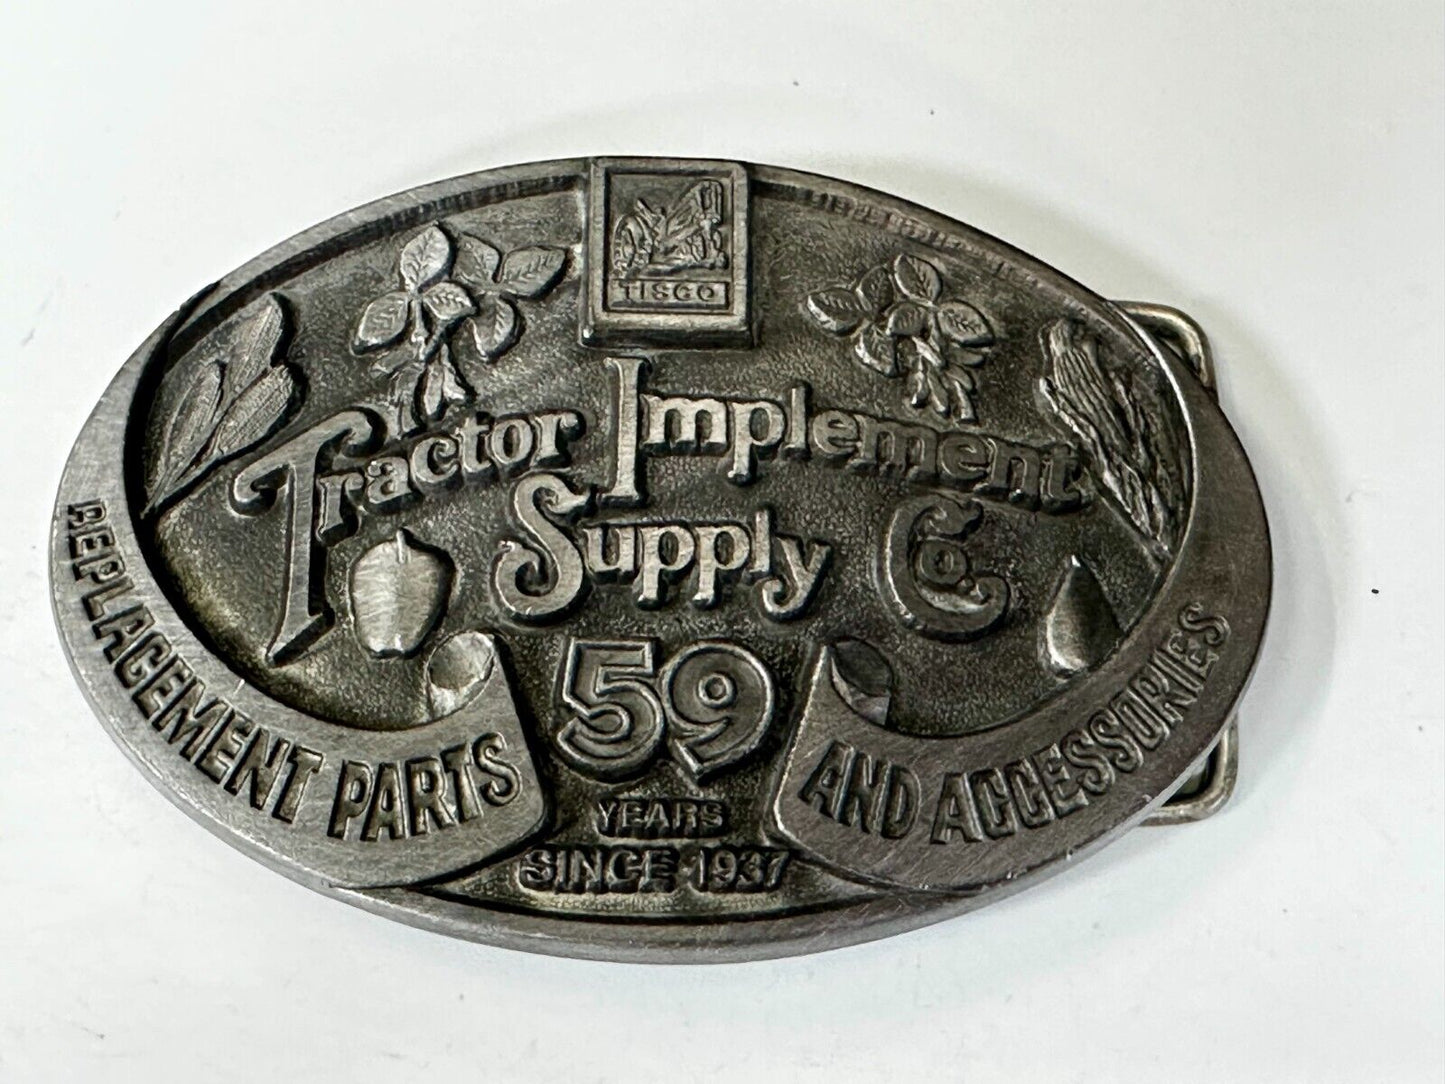 TISCO
Tractor Implement
Supply Co.
59
YEARS
SINCE 1937
REPLACEMENT PARTS
AND ACCESSORIES